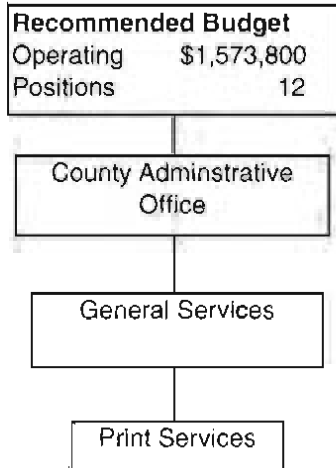 Recommended Budget
Operating $1,573,800
Positions 12
County Adminstrative
Office
General Services
Print Services